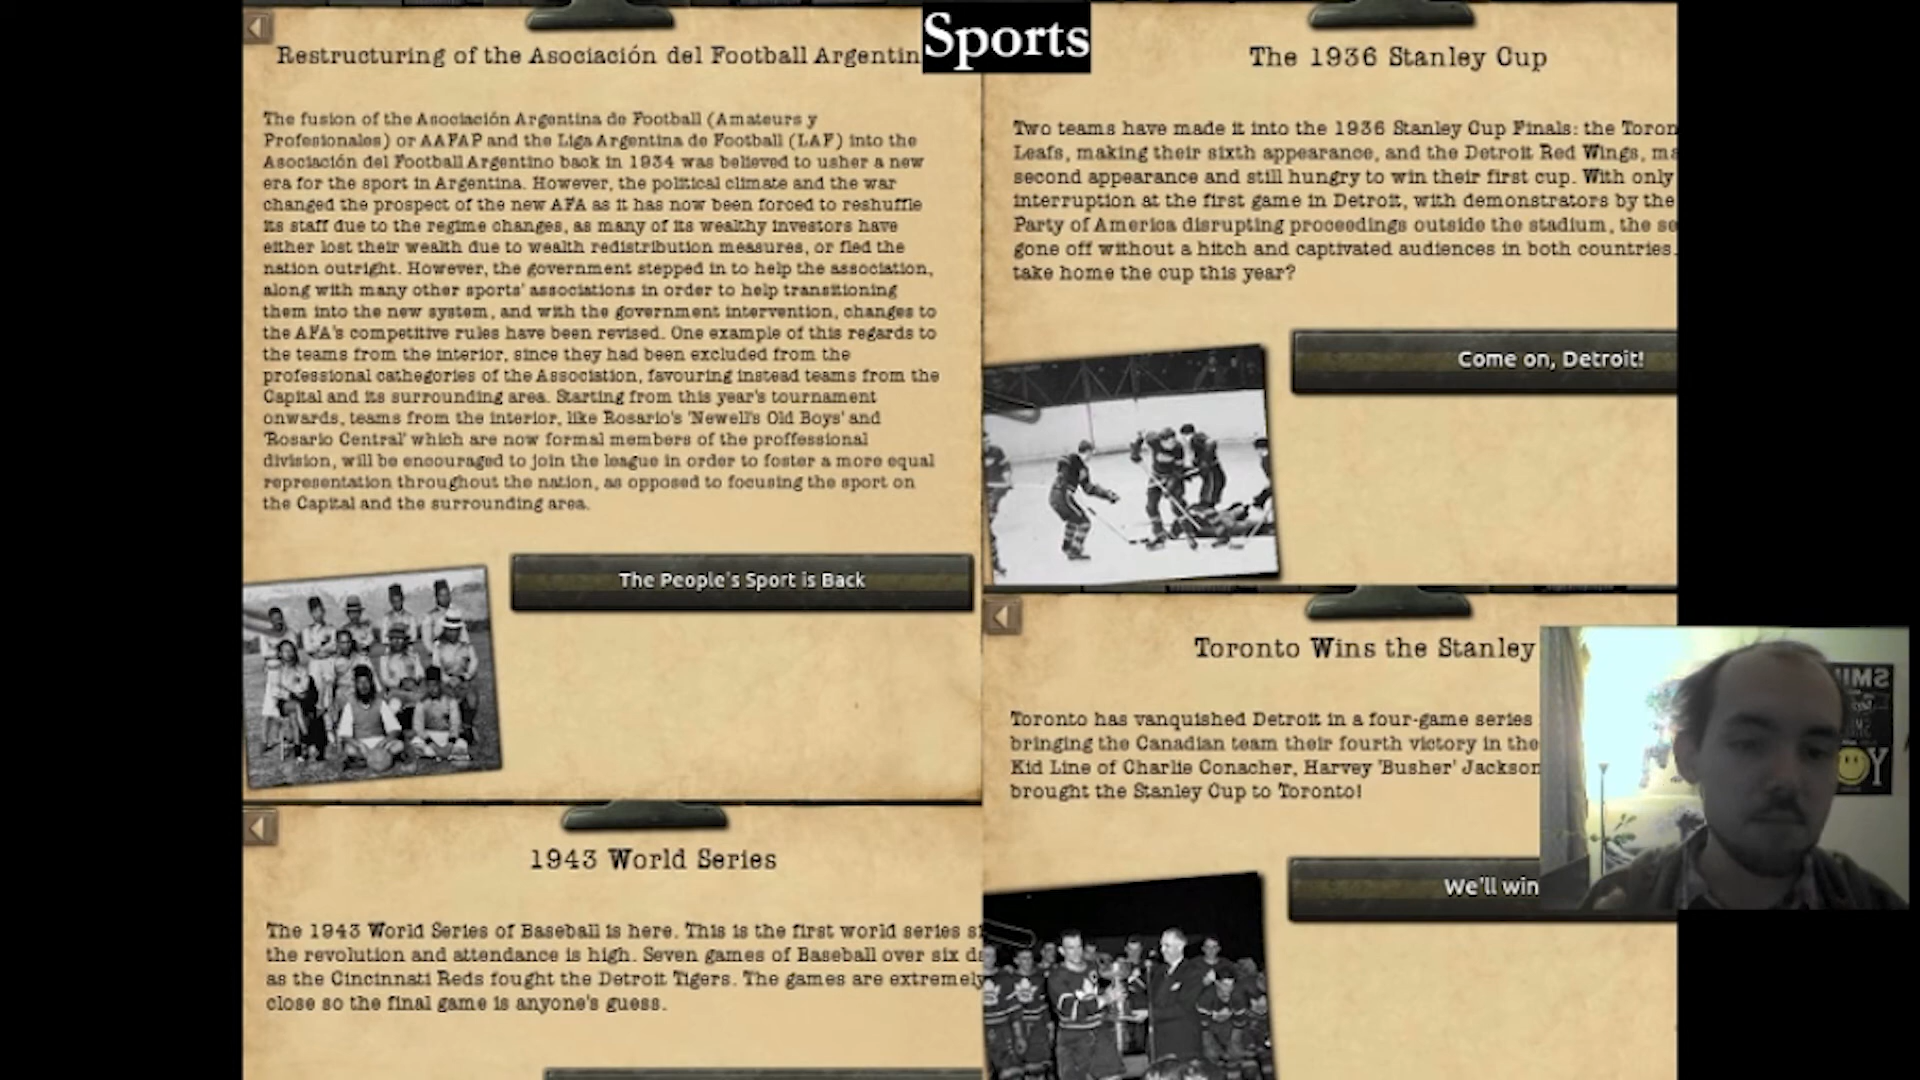 Sports
Restructuring of the Asociación del Football Argentin
The fusion of the Asociación Argentina de Football (Amateurs y
Profesionales) or AAFAP and the Liga Argentina de Football (LAF) into the
Asociación del Football Argentino back in 1934 was believed to usher a new
era for the sport in Argentina. However, the political climate and the war
changed the prospect of the new AFA as it has now been forced to reshuffle
its staff due to the regime changes, as many of its wealthy investors have
either lost their wealth due to wealth redistribution measures, or fled the
nation outright. However, the government stepped in to help the association,
along with many other sports' associations in order to help transitioning
them into the new system, and with the government intervention, changes to
the AFA's competitive rules have been revised. One example of this regards to
the teams from the interior, since they had been excluded from the
professional cathegories of the Association, favouring instead teams from the
Capital and its surrounding area. Starting from this year's tournament
onwards, teams from the interior, like Rosario's 'Newell's Old Boys' and
'Rosario Central' which are now formal members of the proffessional
division, will be encouraged to join the league in order to foster a more equal
representation throughout the nation, as opposed to focusing the sport on
the Capital and the surrounding area.
The People's Sport is Back
1943 World Series
The 1943 World Series of Baseball is here. This is the first world series
the revolution and attendance is high. Seven games of Baseball over six
as the Cincinnati Reds fought the Detroit Tigers. The games are extremely
close so the final game is anyone's guess.
The 1936 Stanley Cup
Two teams have made it into the 1936 Stanley Cup Finals: the Toron
Leafs, making their sixth appearance, and the Detroit Red Wings, ma
second appearance and still hungry to win their first cup. With only
interruption at the first game in Detroit, with demonstrators by the
Party of America disrupting proceedings outside the stadium, the se
gone off without a hitch and captivated audiences in both countries.
take home the cup this year?
Come on, Detroit!
Toronto Wins the Stanley
Toronto has vanquished Detroit in a four-game series
bringing the Canadian team their fourth victory in the
Kid Line of Charlie Conacher, Harvey 'Busher' Jackson
brought the Stanley Cup to Toronto!
We'll win